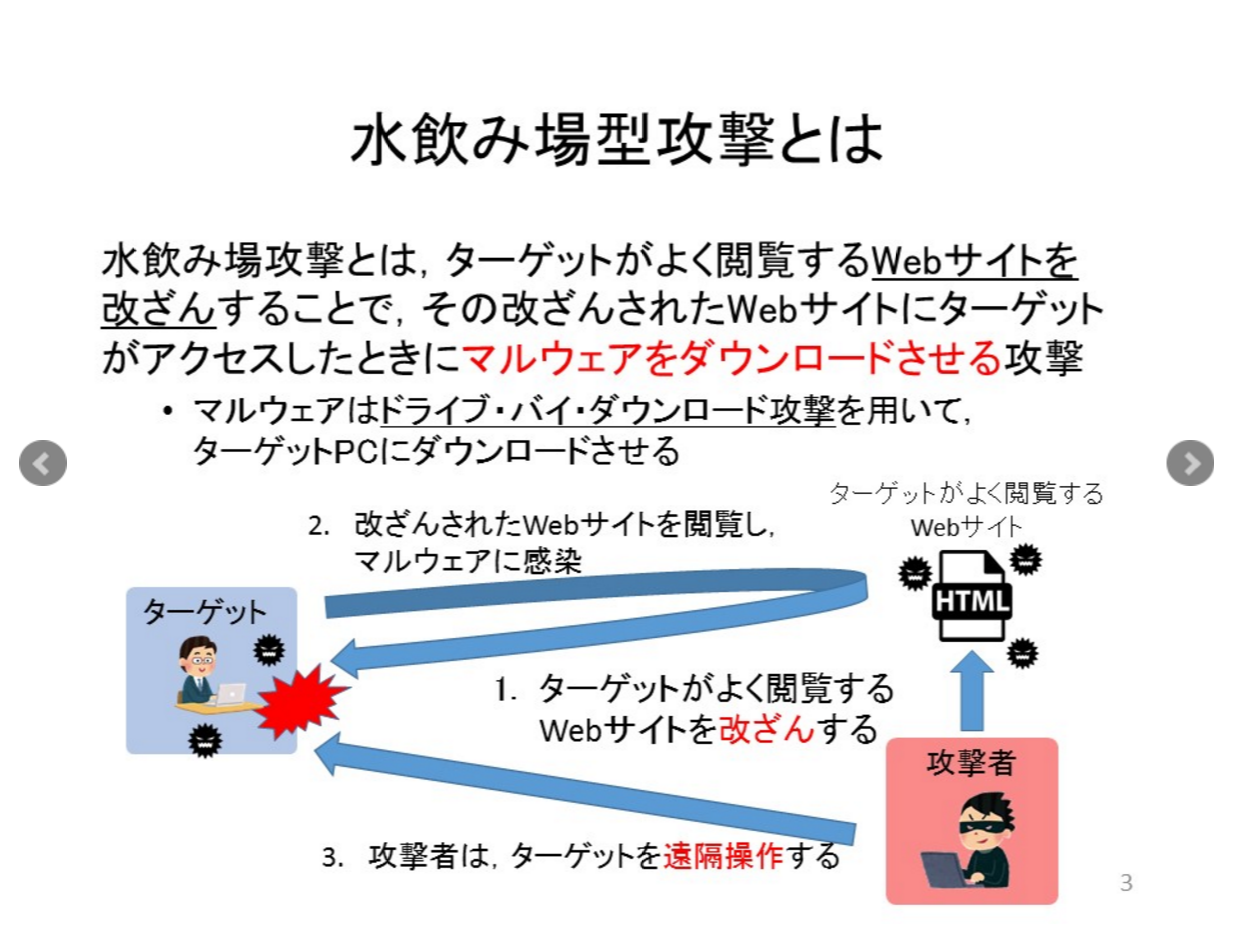 水飲み場型攻撃とは
水飲み場攻撃とは，ターゲットがよく閲覧するWebサイトを
改ざんすることで，その改ざんされたWebサイトにターゲット
がアクセスしたときにマルウェアをダウンロードさせる攻撃
• マルウェアはドライブ・バイ・ダウンロード攻撃を用いて，
ターゲットPCにダウンロードさせる
ターゲットがよく閲覧する
Webサイト
2. 改ざんされたWebサイトを閲覧し，
マルウェアに感染
HTML
ターゲット
1. ターゲットがよく閲覧する
Webサイトを改ざんする
攻撃者
3. 攻撃者は，ターゲットを遠隔操作する
3